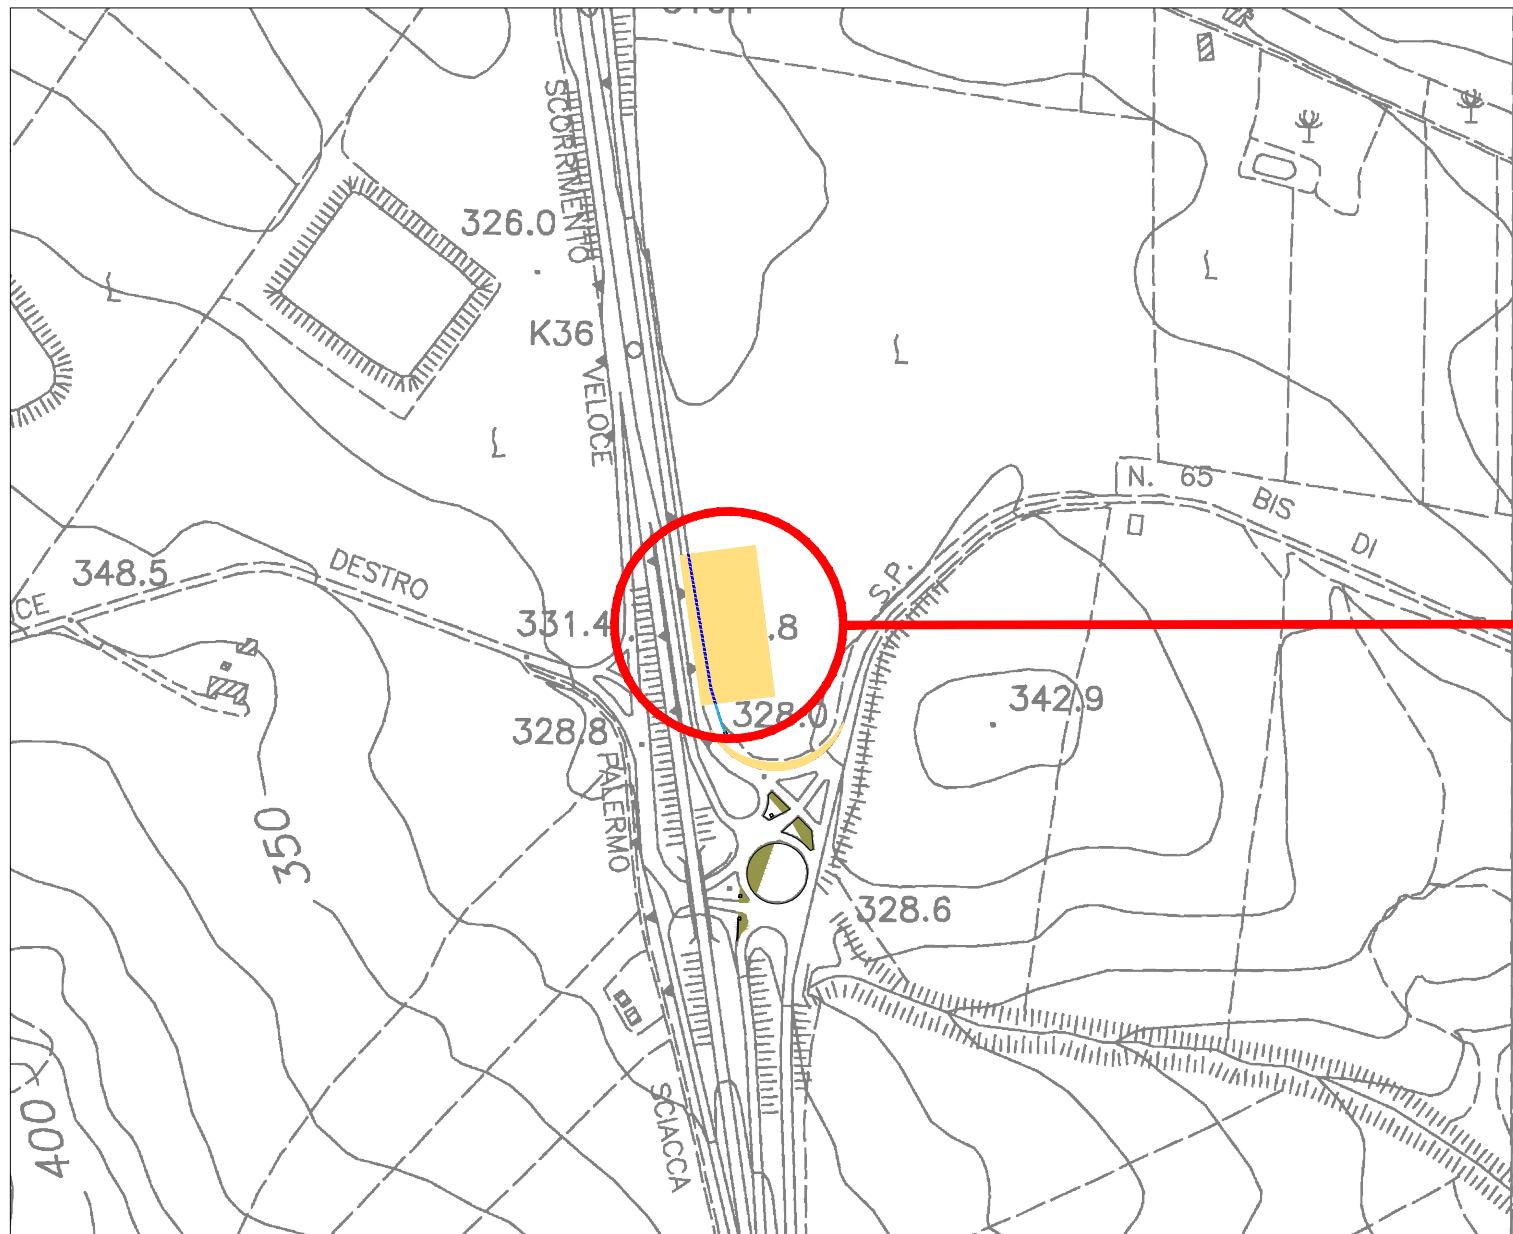 SCORRIMENTO
326.0
K36
VELOCE
N. 65
BIS
DI
348.5
DESTRO
CE
331.4
.8
S.P.
342.9
328.0
328.8
PALERMO
350
328.6
400
SCIACCA